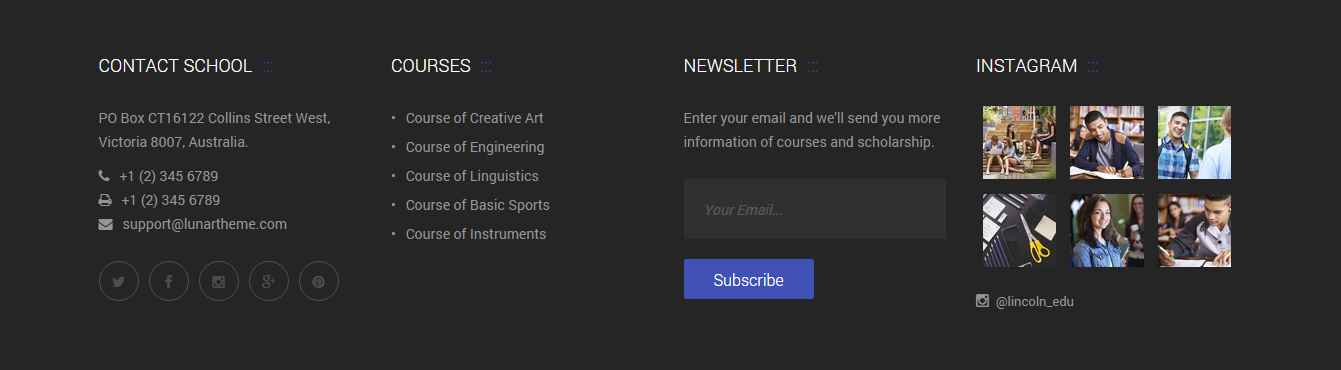 CONTACT SCHOOL :::
PO Box CT16122 Collins Street West,
Victoria 8007, Australia.
+1 (2) 345 6789
+1 (2) 345 6789
support@lunartheme.com
COURSES :::
• Course of Creative Art
• Course of Engineering
• Course of Linguistics
• Course of Basic Sports
• Course of Instruments
NEWSLETTER :::
Enter your email and we'll send you more
information of courses and scholarship.
Your Email...
Subscribe
INSTAGRAM :::
@lincoln_edu